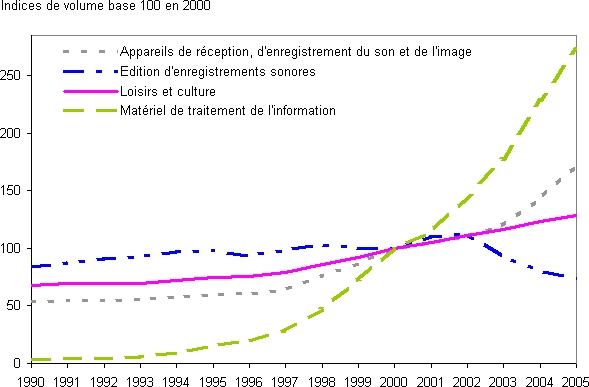 Indices de volume base 100 en 2000
Appareils de réception, d'enregistrement du son et de l'image
Edition d'enregistrements sonores
Loisirs et culture
Matériel de traitement de l'information
250
200
150
100
50
0
1990 1991 1992 1993 1994 1995 1996 1997 1998 1999 2000 2001 2002 2003 2004 2005